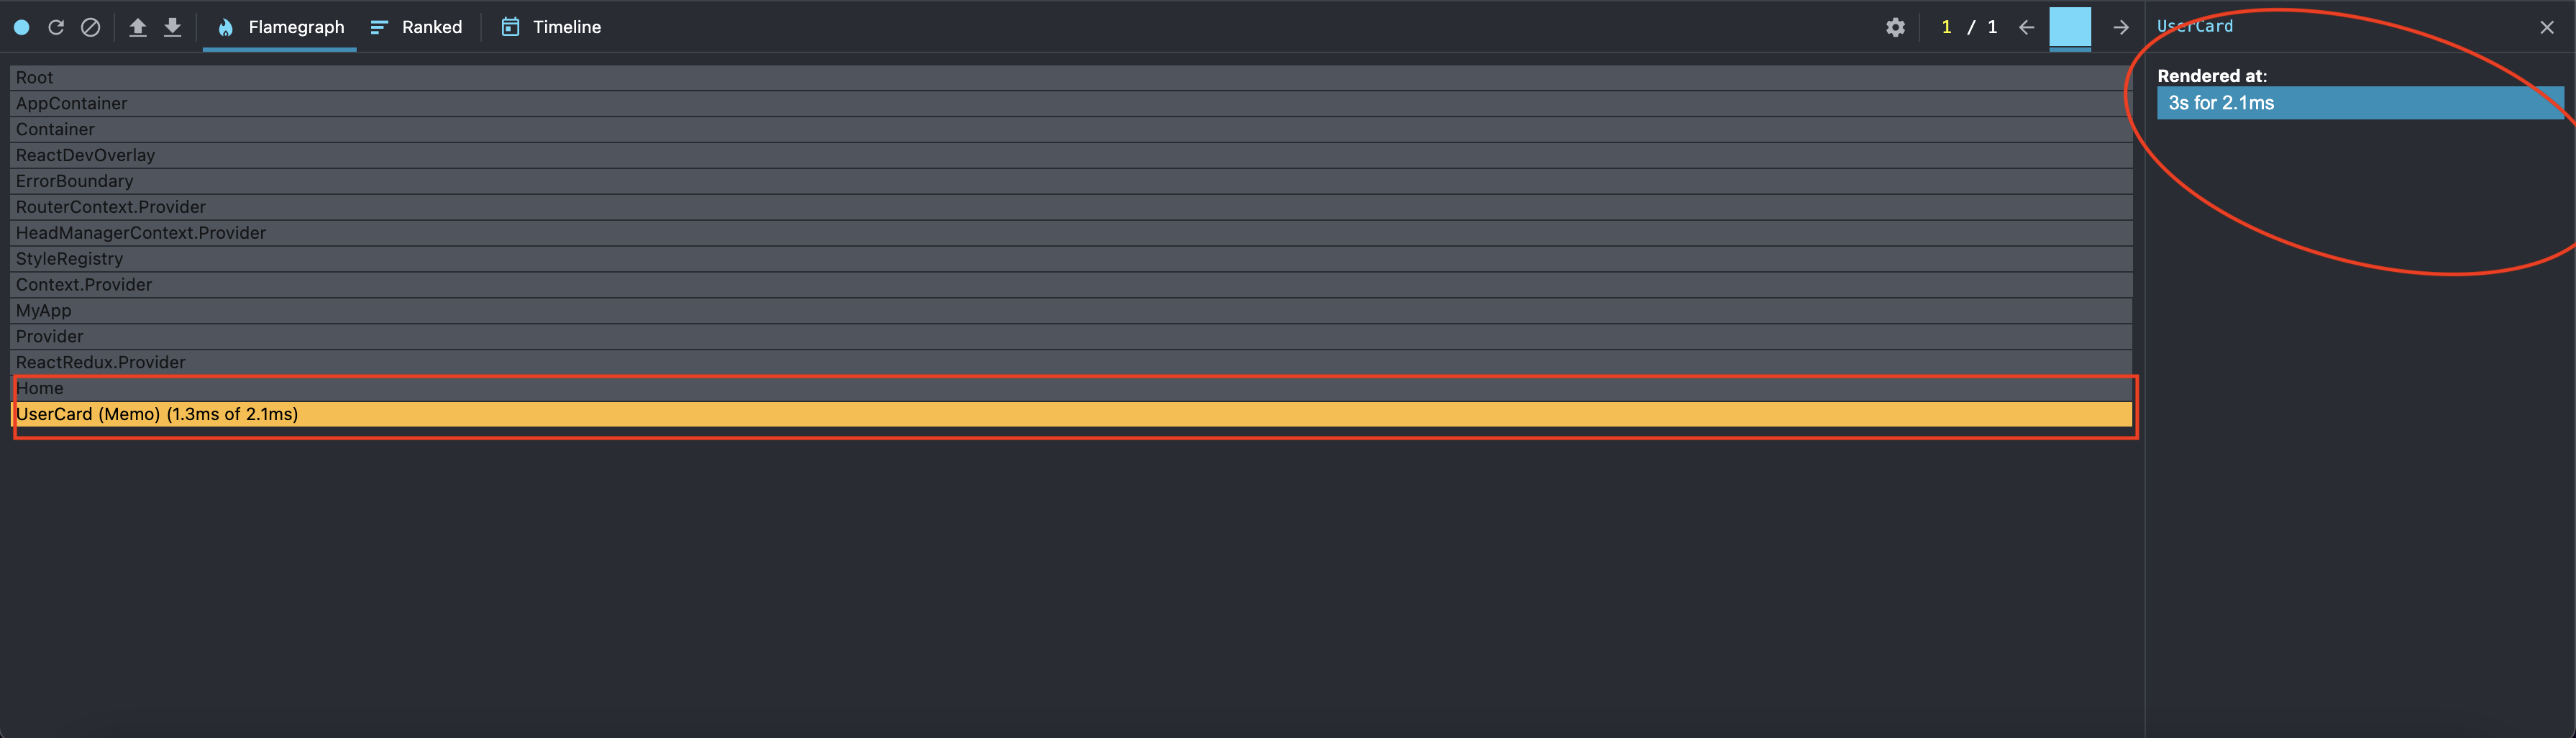 Flamegraph Ranked Timeline 1 / 1 UserCard
Rendered at:
3s for 2.1ms
Root
AppContainer
Container
ReactDevOverlay
ErrorBoundary
RouterContext.Provider
HeadManagerContext.Provider
StyleRegistry
Context.Provider
MyApp
Provider
ReactRedux.Provider
Home
UserCard (Memo) (1.3ms of 2.1ms)